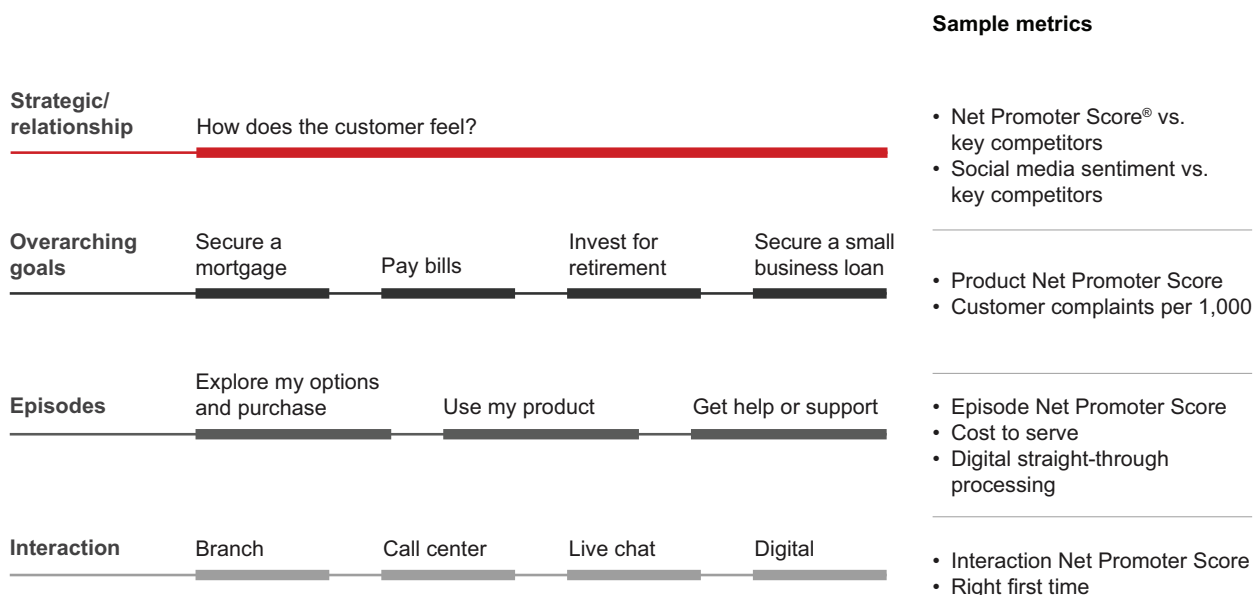 Sample metrics
Strategic/
relationship
How does the customer feel?
• Net Promoter Score® vs.
key competitors
• Social media sentiment vs.
key competitors
Overarching
goals
Secure a
mortgage
Pay bills
Invest for
retirement
Secure a small
business loan
• Product Net Promoter Score
• Customer complaints per 1,000
Episodes
Explore my options
and purchase
Use my product
Get help or support
• Episode Net Promoter Score
• Cost to serve
• Digital straight-through
processing
Interaction
Branch
Call center
Live chat
Digital
• Interaction Net Promoter Score
• Right first time